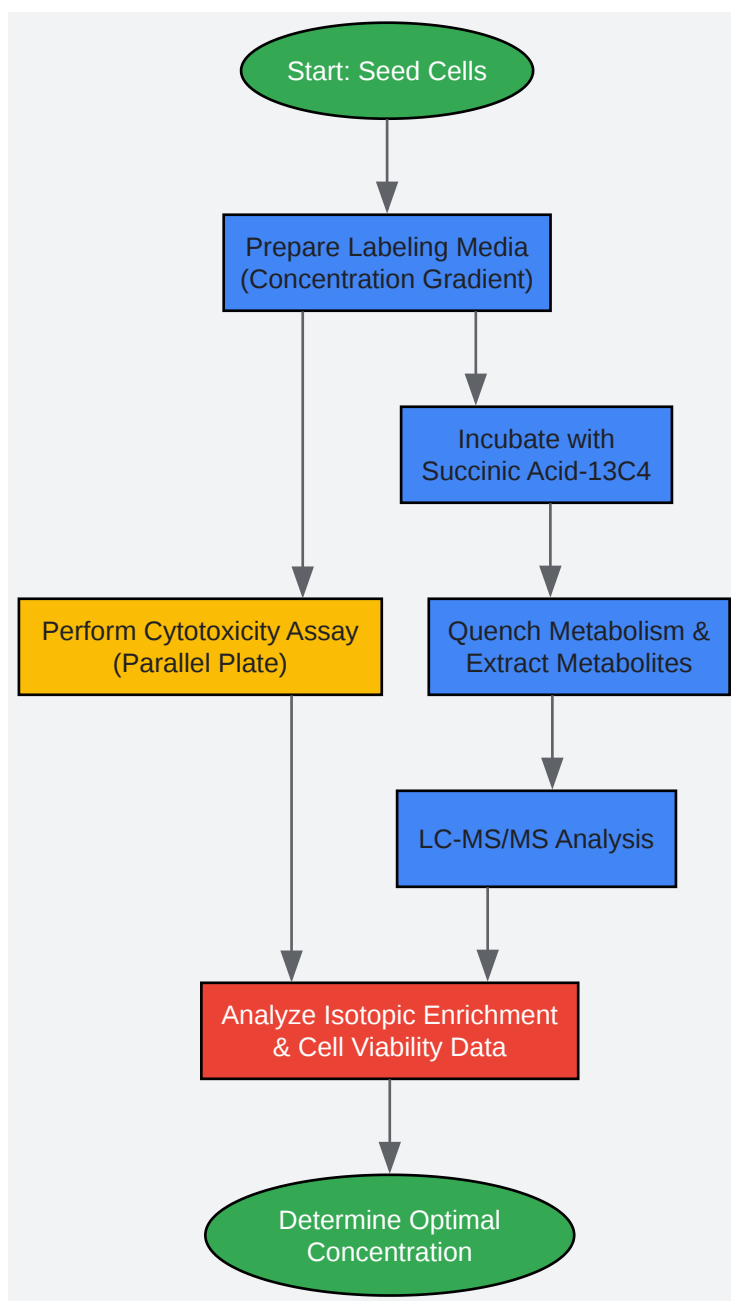 Start: Seed Cells
Prepare Labeling Media
(Concentration Gradient)
Incubate with
Succinic Acid-13C4
Perform Cytotoxicity Assay
(Parallel Plate)
Quench Metabolism &
Extract Metabolites
LC-MS/MS Analysis
Analyze Isotopic Enrichment
& Cell Viability Data
Determine Optimal
Concentration